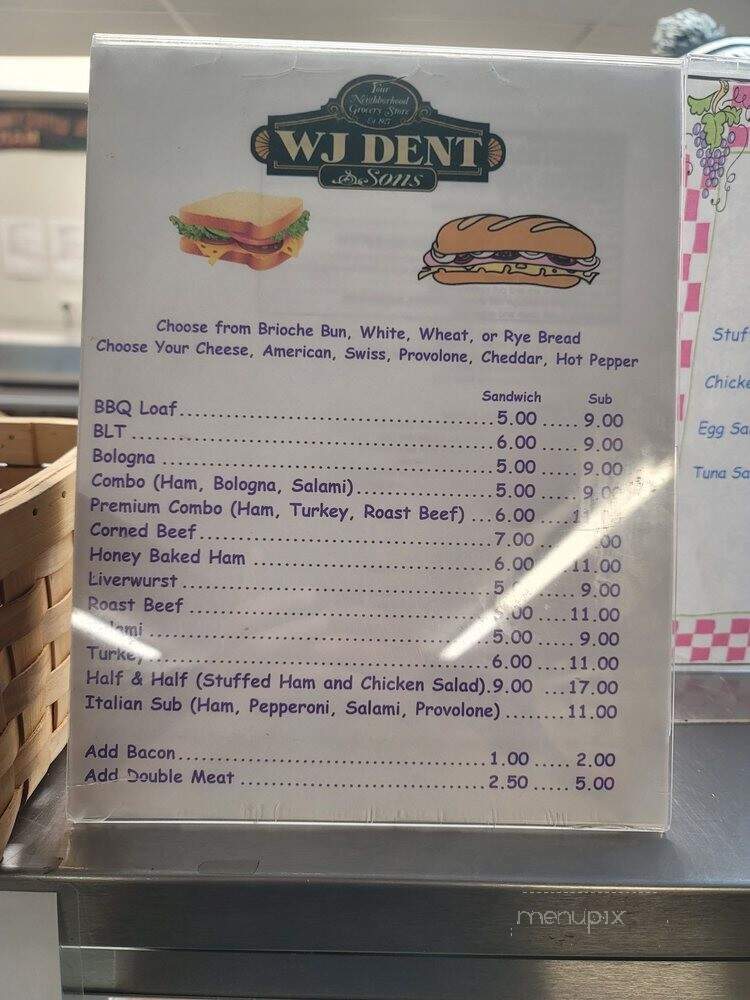 Your
Neighborhood
Grocery Store
Est 1927
WJ DENT
& Sons
Choose from Brioche Bun, White, Wheat, or Rye Bread
Choose Your Cheese, American, Swiss, Provolone, Cheddar, Hot Pepper
Sandwich Sub
BBQ Loaf 5.00 9.00
BLT 6.00 9.00
Bologna 5.00 9.00
Combo (Ham, Bologna, Salami) 5.00
Premium Combo (Ham, Turkey, Roast Beef) 6.00
Corned Beef 7.00
Honey Baked Ham 6.00 11.00
Liverwurst 9.00
Roast Beef 11.00
5.00 9.00
Turkey 6.00 11.00
Half & Half (Stuffed Ham and Chicken Salad) 9.00 17.00
Italian Sub (Ham, Pepperoni, Salami, Provolone) 11.00
Add Bacon 1.00 2.00
Add Double Meat 2.50 5.00
Stuf
Chicke
Egg Sa
Tuna Sa
menupix